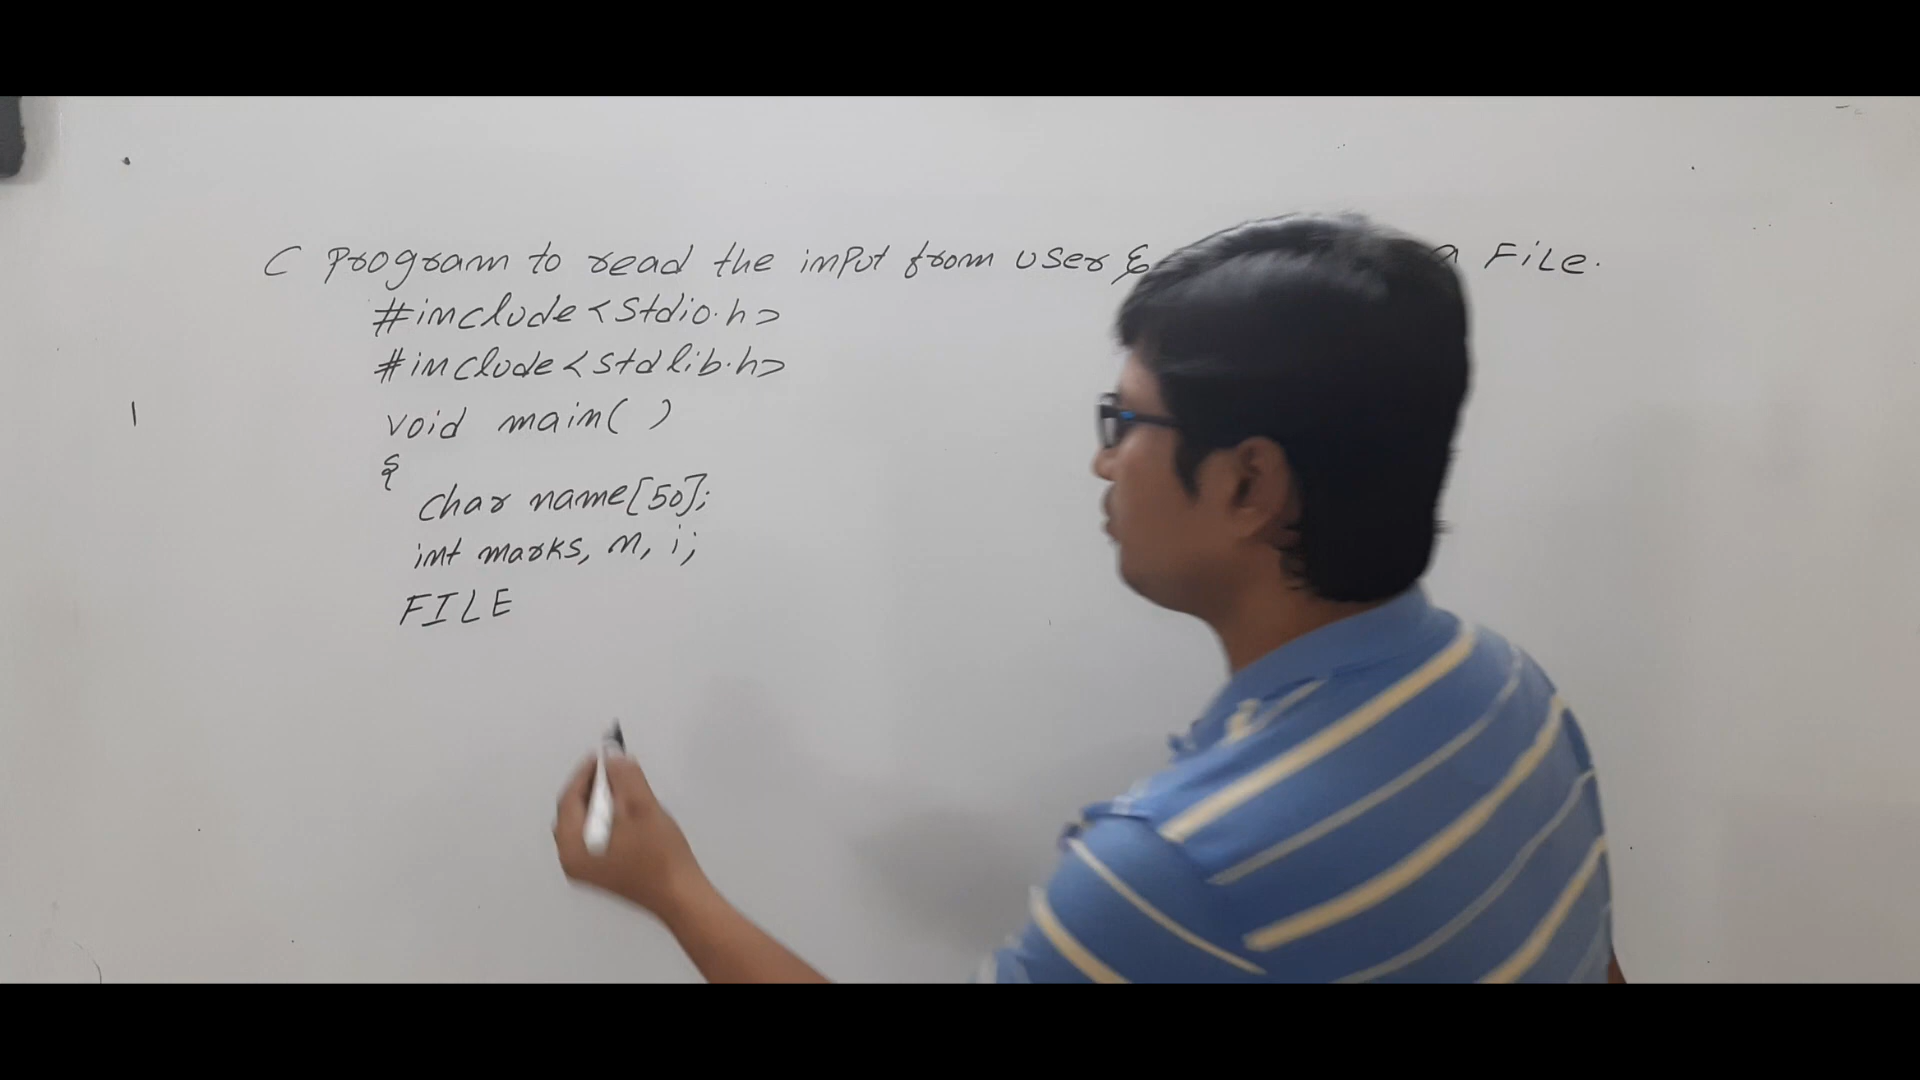 C Program to read the input from user & a File.
#include<stdio.h>
#include<stdlib.h>
void main( )
{
char name[50];
int marks, n, i;
FILE